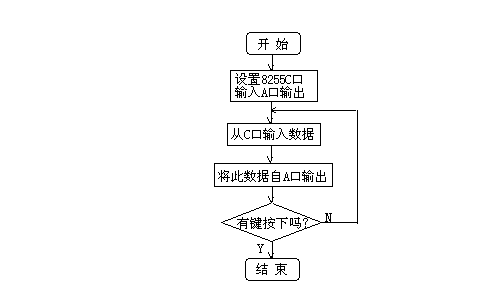 开 始
设置8255C口
输入A口输出
从C口输入数据
将此数据自A口输出
有键按下吗?
N
Y
结 束